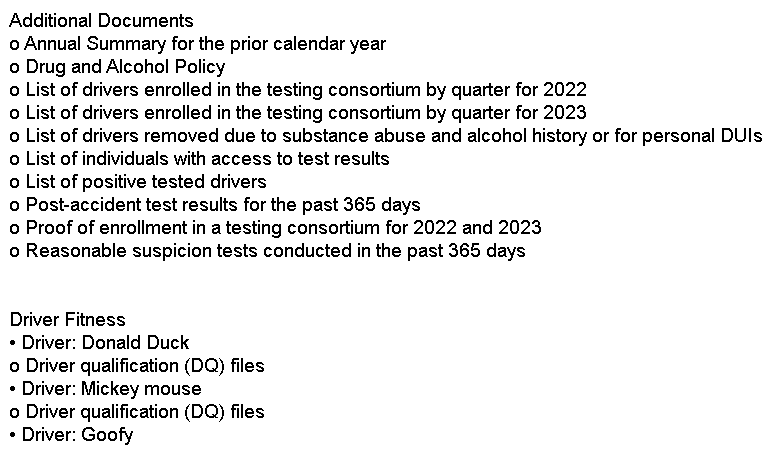 Additional Documents
o Annual Summary for the prior calendar year
o Drug and Alcohol Policy
o List of drivers enrolled in the testing consortium by quarter for 2022
o List of drivers enrolled in the testing consortium by quarter for 2023
o List of drivers removed due to substance abuse and alcohol history or for personal DUIs
o List of individuals with access to test results
o List of positive tested drivers
o Post-accident test results for the past 365 days
o Proof of enrollment in a testing consortium for 2022 and 2023
o Reasonable suspicion tests conducted in the past 365 days
Driver Fitness
• Driver: Donald Duck
o Driver qualification (DQ) files
• Driver: Mickey mouse
o Driver qualification (DQ) files
• Driver: Goofy